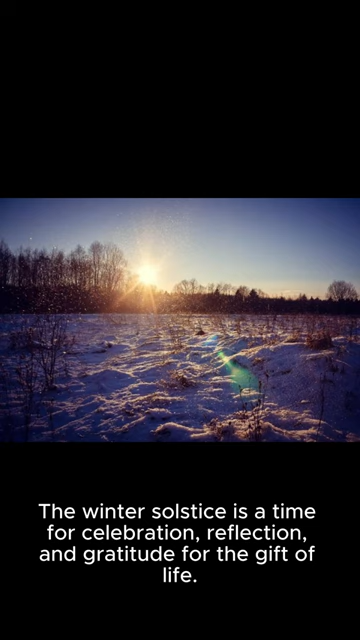 The winter solstice is a time
for celebration, reflection,
and gratitude for the gift of
life.